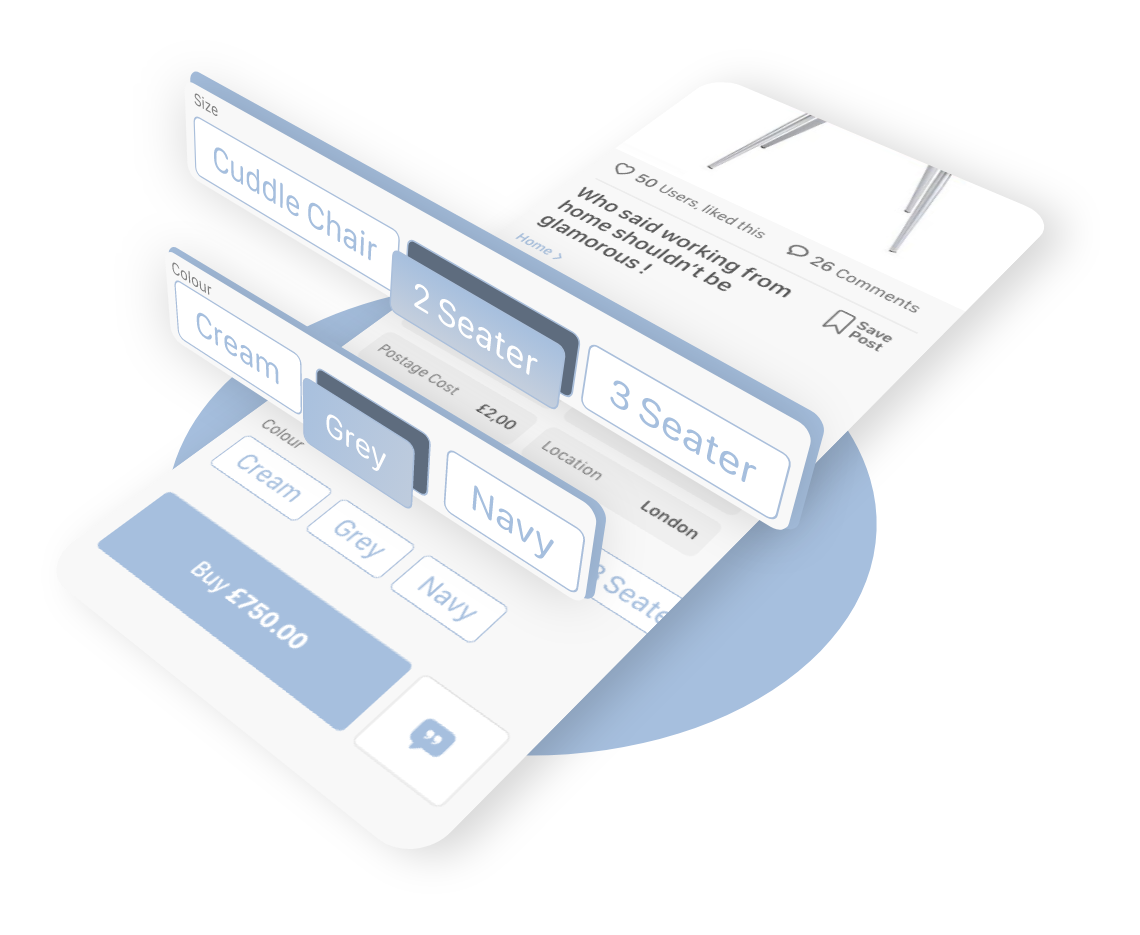 50 Users, liked this
26 Comments
Who said working from
home shouldn't be
glamorous !
Home >
Save
Post
Size
Cuddle Chair
2 Seater
3 Seater
Postage Cost
£2,00
Location
London
Colour
Cream
Grey
Navy
Seate
Colour
Cream
Grey
Navy
Buy £750.00